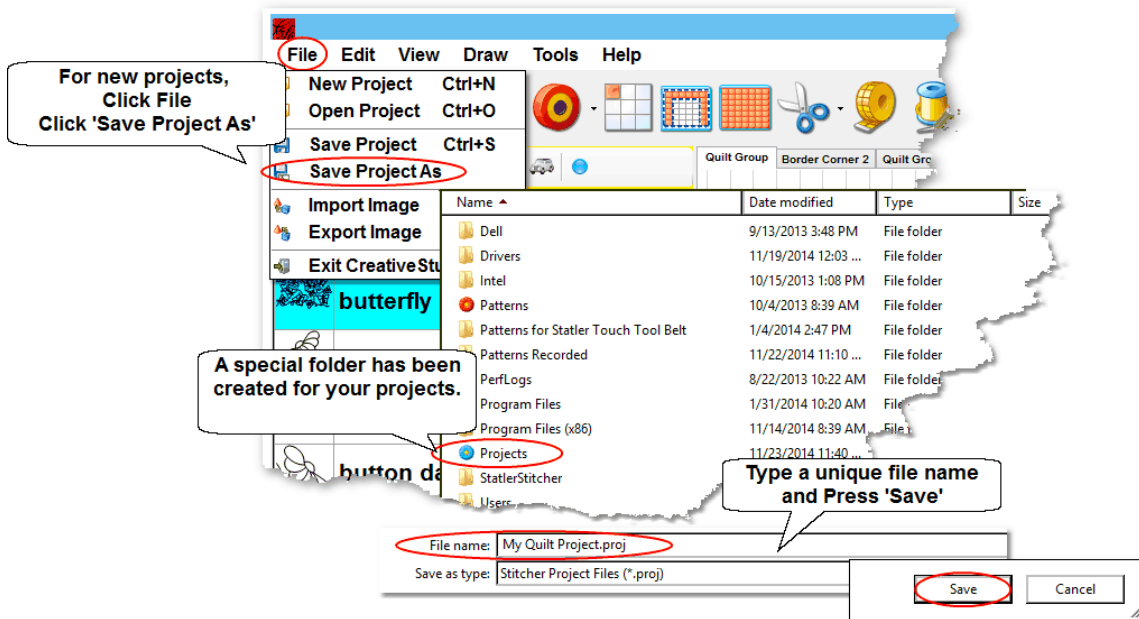 File Edit View Draw Tools Help
For new projects,
Click File
Click 'Save Project As'
New Project Ctrl+N
Open Project Ctrl+O
Save Project Ctrl+S
Save Project As
Import Image
Export Image
Exit CreativeStu
Quilt Group Border Corner 2 Quilt Gro
butterfly
Name Date modified Type Size
Dell 9/13/2013 3:48 PM File folder
Drivers 11/19/2014 12:03 ... File folder
Intel 10/15/2013 1:08 PM File folder
Patterns 10/4/2013 8:39 AM File folder
Patterns for Statler Touch Tool Belt 1/4/2014 2:47 PM File folder
Patterns Recorded 11/22/2014 11:10 ... File folder
PerfLogs 8/22/2013 10:22 AM File folder
Program Files 1/31/2014 10:20 AM File
Program Files (x86) 11/14/2014 8:39 AM File
Projects 11/23/2014 11:40 ...
StatlerStitcher
Users
A special folder has been
created for your projects.
button da
Type a unique file name
and Press 'Save'
File name: My Quilt Project.proj
Save as type: Stitcher Project Files (*.proj)
Save Cancel